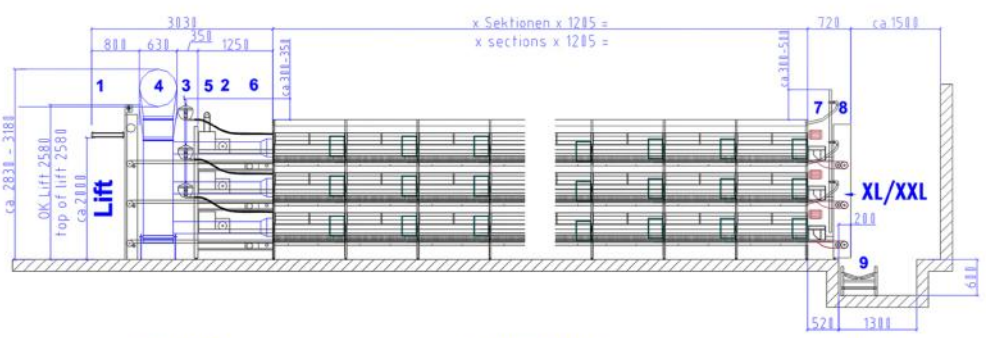 3030
x Sektionen x 1205 =
720
ca.1500
350
x sections x 1205 =
800
630
1250
ca.300-350
ca.300-500
1
4
3
5
2
6
7
8
ca 2830 - 3180
OK Lift 2580
top of lift 2580
ca 2000
Lift
XL/XXL
200
9
600
520
1300